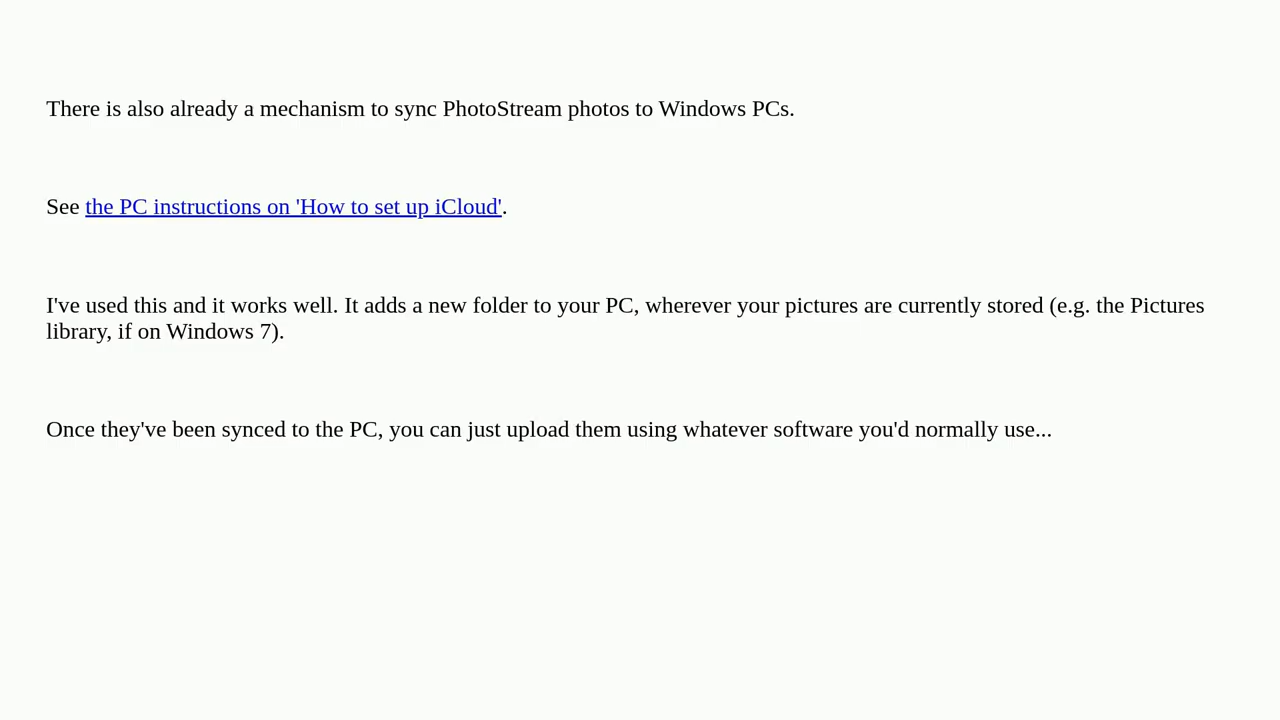 There is also already a mechanism to sync PhotoStream photos to Windows PCs.
See the PC instructions on 'How to set up iCloud'.
I've used this and it works well. It adds a new folder to your PC, wherever your pictures are currently stored (e.g. the Pictures
library, if on Windows 7).
Once they've been synced to the PC, you can just upload them using whatever software you'd normally use...